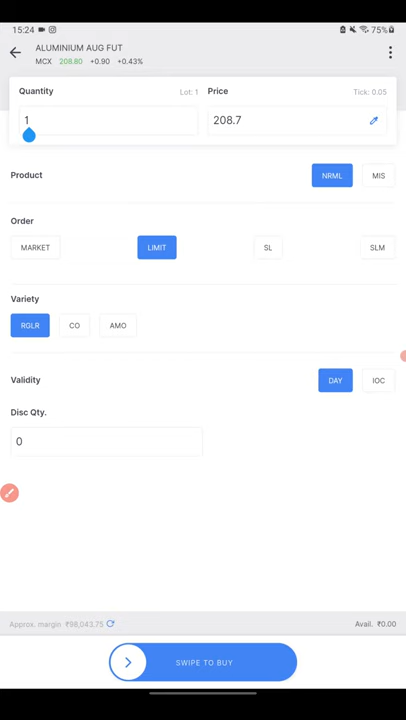 15:24 75%
ALUMINIUM AUG FUT
MCX 208.80 +0.90 +0.43%
Quantity Lot: 1 Price Tick: 0.05
1 208.7
Product NRML MIS
Order
MARKET LIMIT SL SLM
Variety
RGLR CO AMO
Validity DAY IOC
Disc Qty.
0
Approx. margin ₹98,043.75 Avail. ₹0.00
SWIPE TO BUY